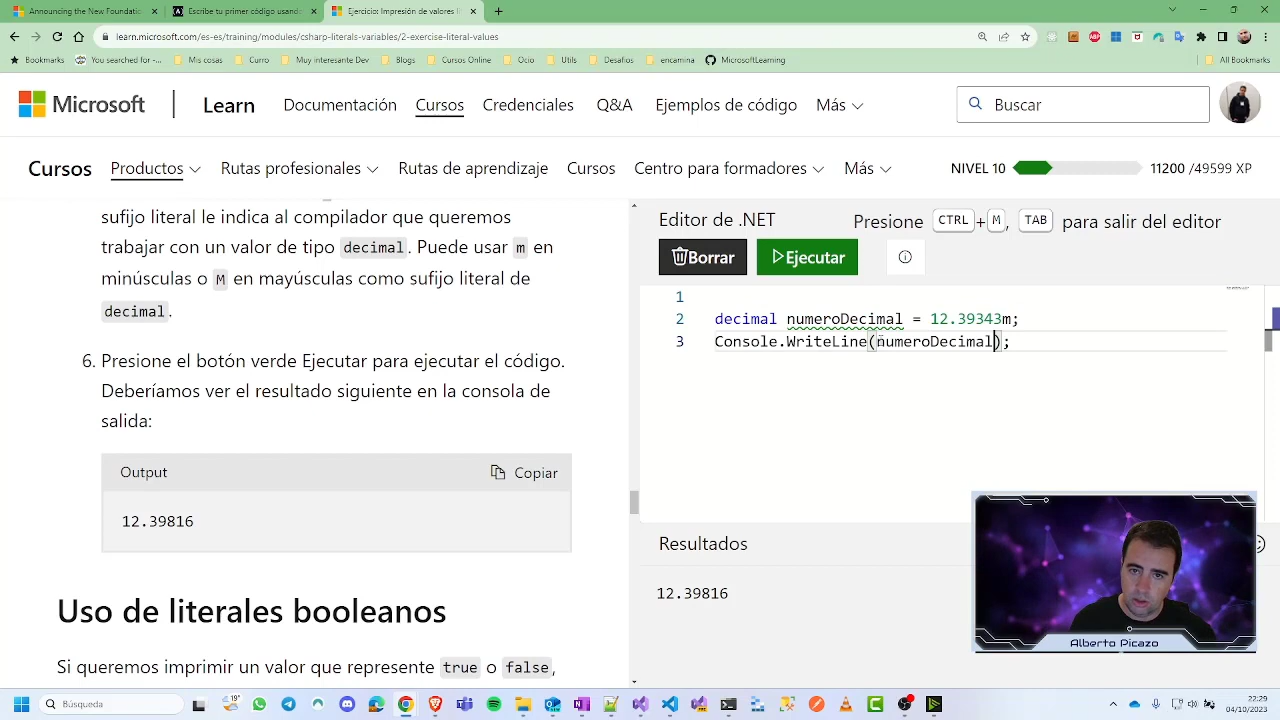 Announcing the New Foundatic
Escribe tu primer código usand
Ejercicio: Impresión de valores l
learn.microsoft.com/es-es/training/modules/csharp-literals-values/2-exercise-literal-values
Bookmarks
You searched for -...
Mis cosas
Curro
Muy interesante Dev
Blogs
Cursos Online
Ocio
Utils
Desafios
encamina
MicrosoftLearning
All Bookmarks
Microsoft
Learn
Documentación
Cursos
Credenciales
Q&A
Ejemplos de código
Más
Buscar
Cursos
Productos
Rutas profesionales
Rutas de aprendizaje
Cursos
Centro para formadores
Más
NIVEL 10
11200 /49599 XP
sufijo literal le indica al compilador que queremos
trabajar con un valor de tipo decimal. Puede usar m en
minúsculas o M en mayúsculas como sufijo literal de
decimal.
6. Presione el botón verde Ejecutar para ejecutar el código.
Deberíamos ver el resultado siguiente en la consola de
salida:
Output
Copiar
12.39816
Uso de literales booleanos
Si queremos imprimir un valor que represente true o false,
Editor de .NET
Presione CTRL+M, TAB para salir del editor
Borrar
Ejecutar
1
2 decimal numeroDecimal = 12.39343m;
3 Console.WriteLine(numeroDecimal);
Resultados
12.39816
Alberto Picazo
Búsqueda
19°
22:29
04/10/2023